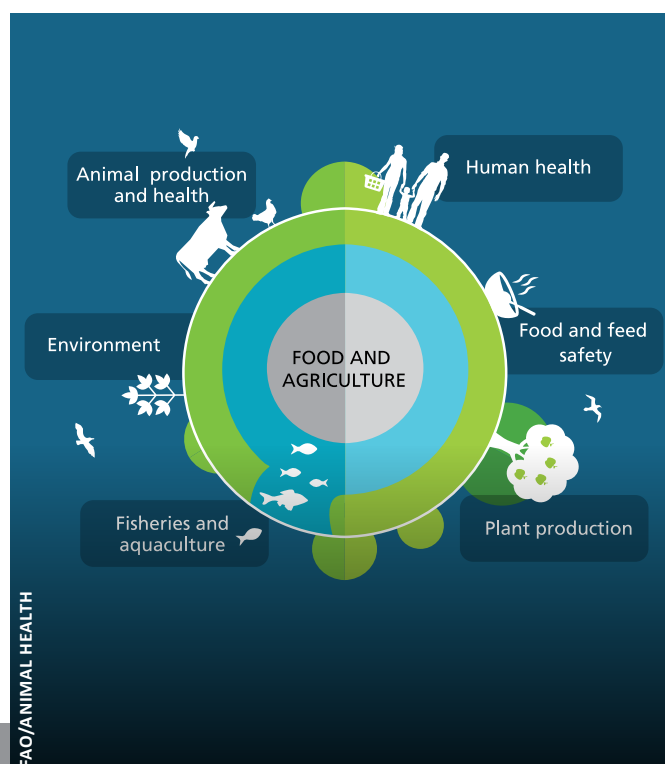 Animal production
and health
Human health
Environment
FOOD AND
AGRICULTURE
Food and feed
safety
Fisheries and
aquaculture
Plant production
FAO/ANIMAL HEALTH